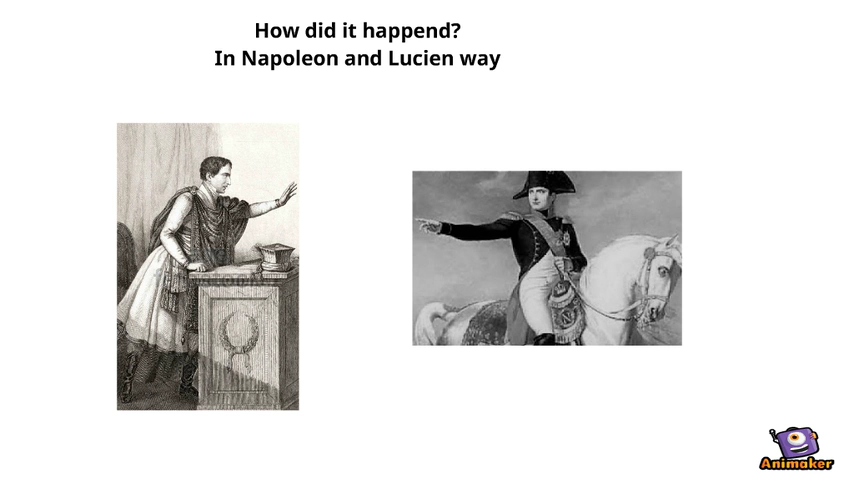 How did it happend?
In Napoleon and Lucien way
Animaker